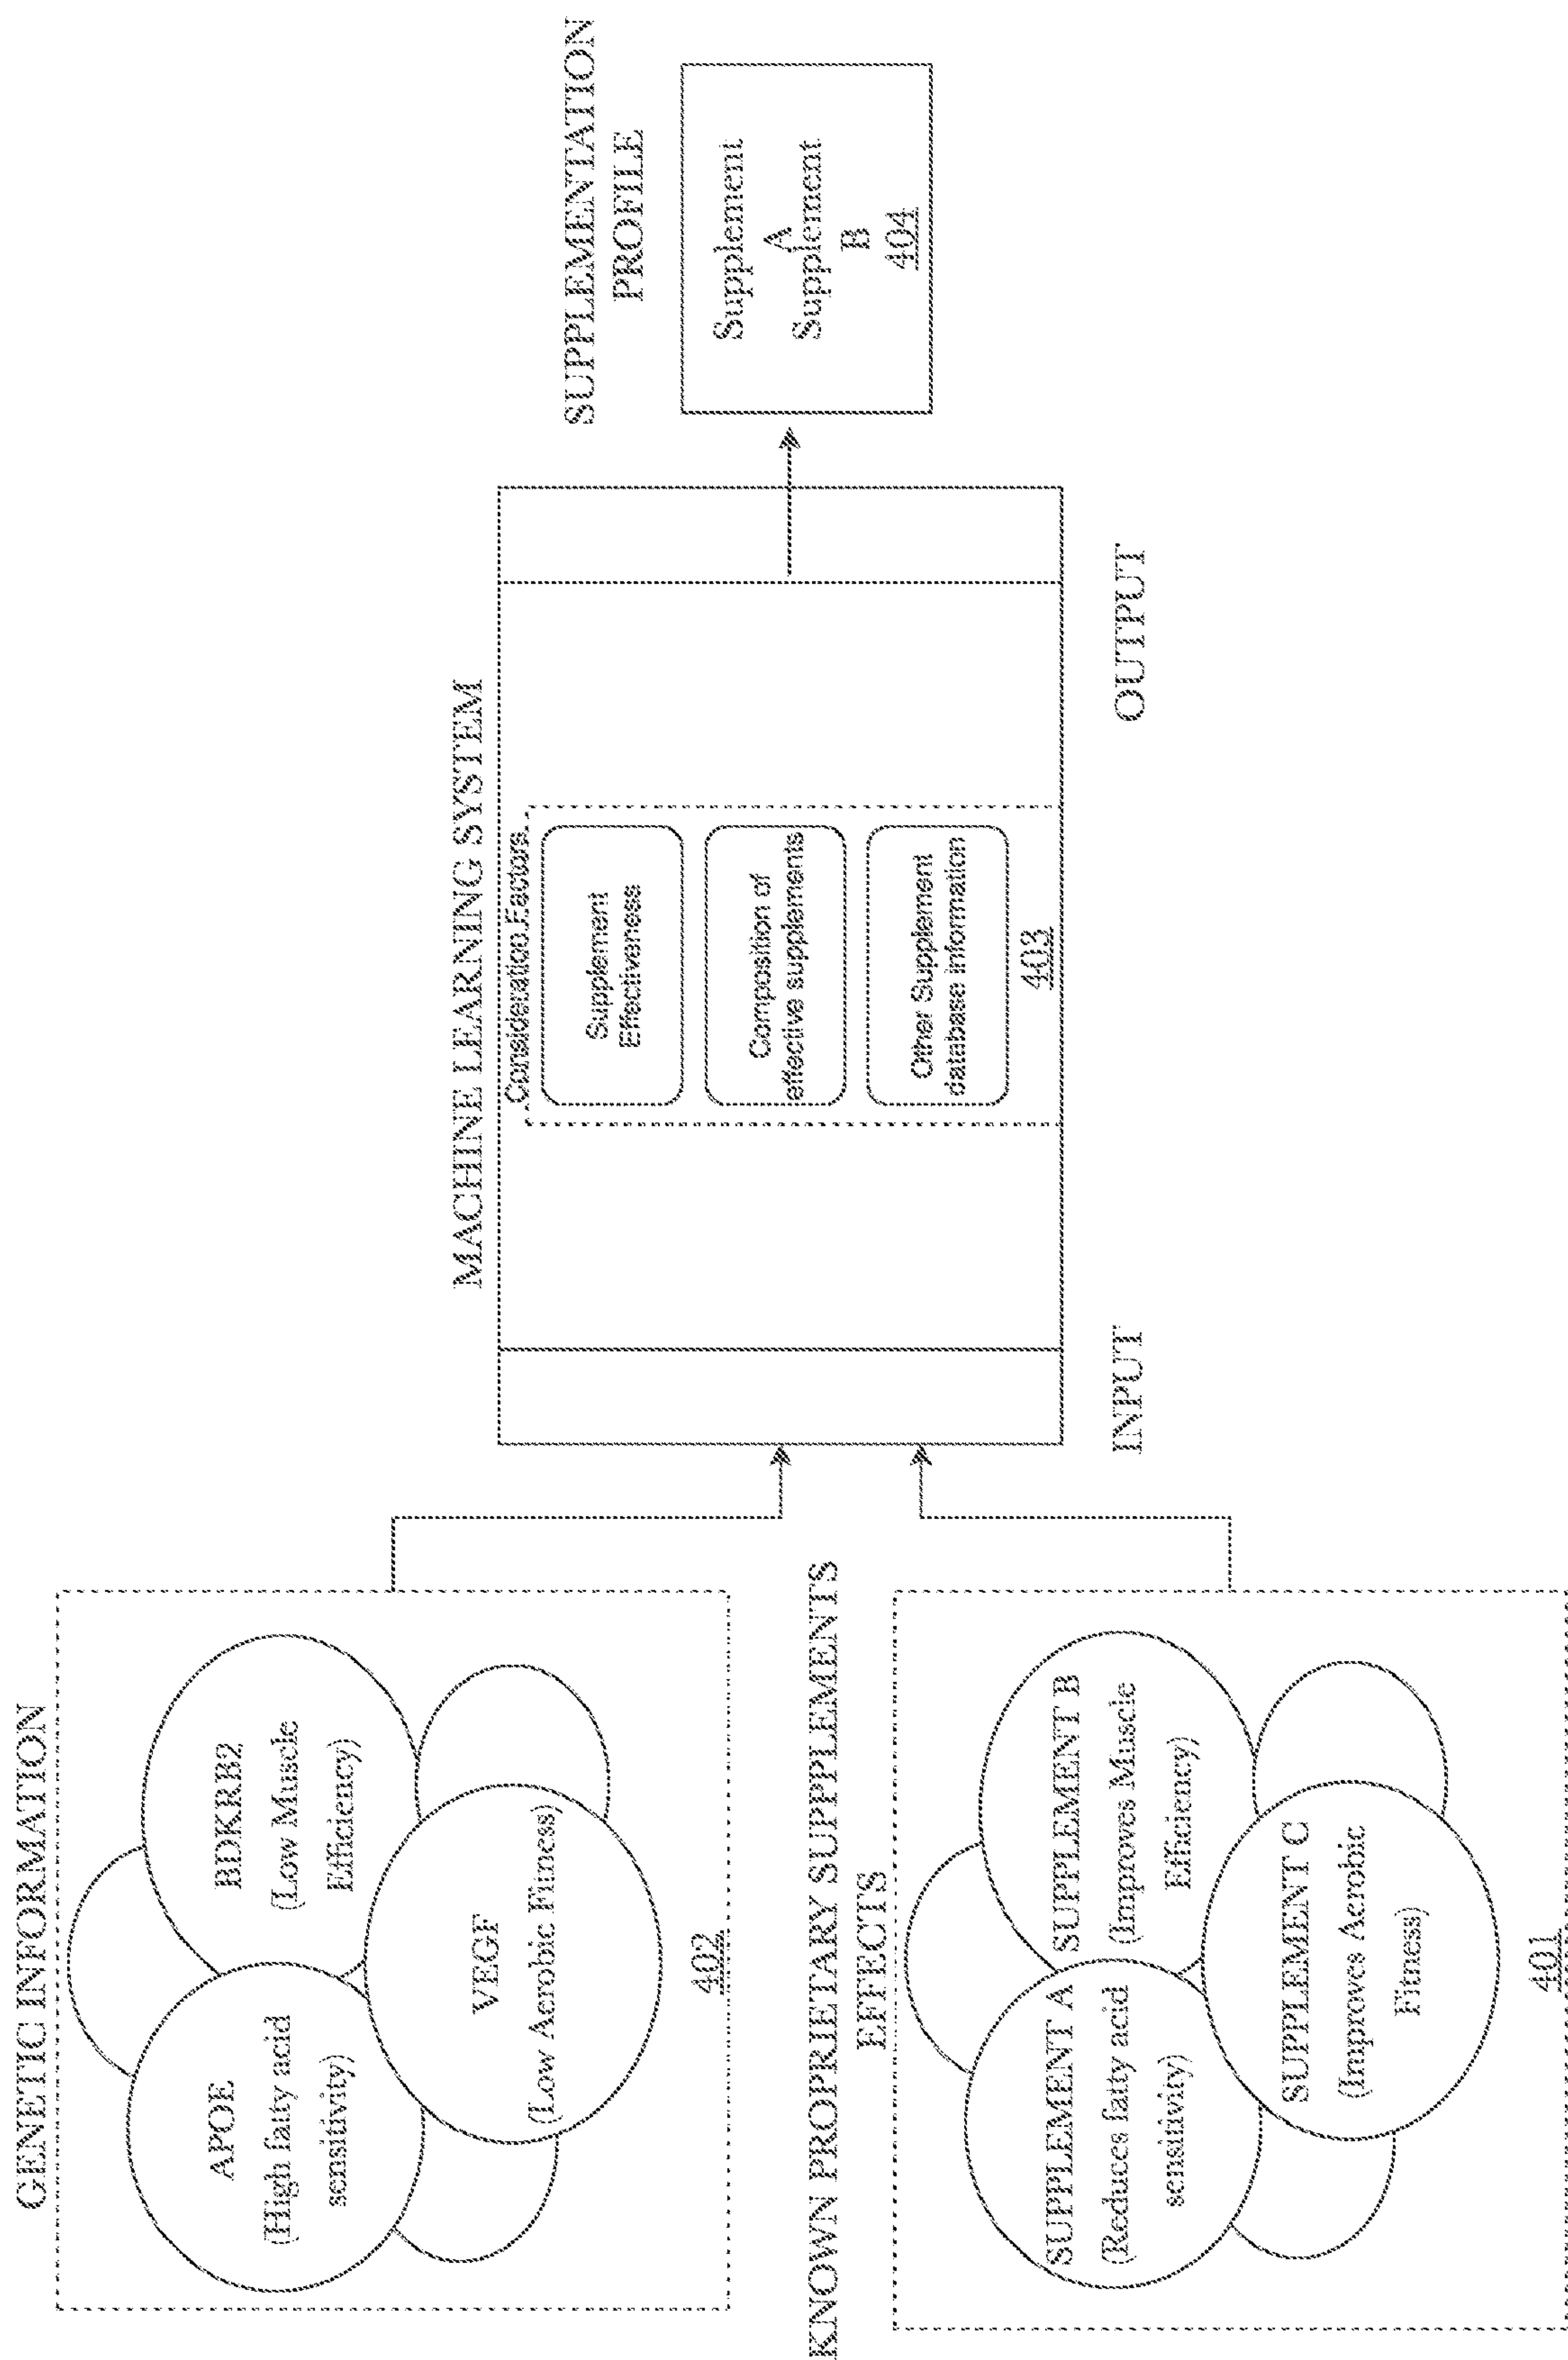 GENETIC INFORMATION
APOE
(High fatty acid
sensitivity)
BDKRB2
(Low Muscle
Efficiency)
VEGF
(Low Aerobic Fitness)
402
KNOWN PROPRIETARY SUPPPLEMENTS
EFFECTS
SUPPLEMENT A
(Reduces fatty acid
sensitivity)
SUPPLEMENT B
(Improves Muscle
Efficiency)
SUPPLEMENT C
(Improves Aerobic
Fitness)
401
MACHINE LEARNING SYSTEM
Consideration Factors
Supplement
Effectiveness
Composition of
effective supplements
Other Supplement
database information
403
INPUT
OUTPUT
SUPPLEMENTATION
PROFILE
Supplement
A
Supplement
B
404